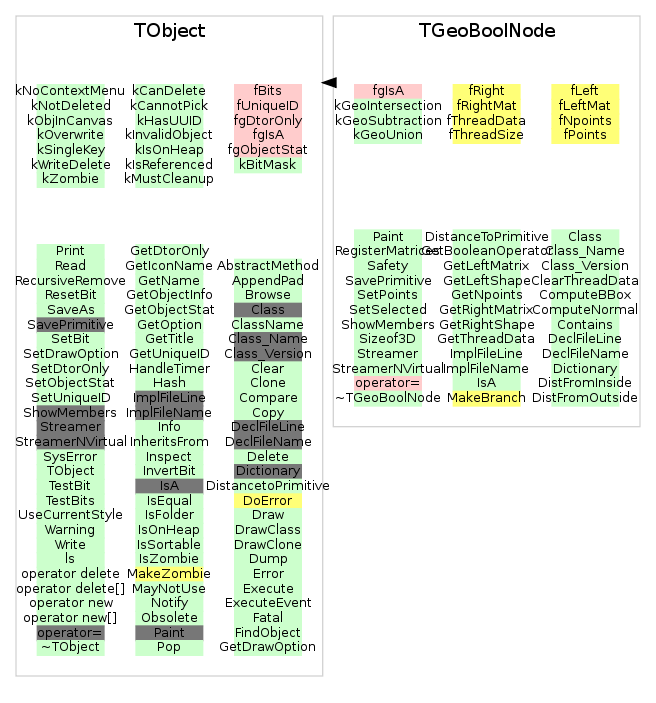 TObject
kNoContextMenu
kNotDeleted
kObjInCanvas
kOverwrite
kSingleKey
kWriteDelete
kZombie
kCanDelete
kCannotPick
kHasUUID
kInvalidObject
kIsOnHeap
kIsReferenced
kMustCleanup
fBits
fUniqueID
fgDtorOnly
fgIsA
fgObjectStat
kBitMask
Print
Read
RecursiveRemove
ResetBit
SaveAs
SavePrimitive
SetBit
SetDrawOption
SetDtorOnly
SetObjectStat
SetUniqueID
ShowMembers
Streamer
StreamerNVirtual
SysError
TObject
TestBit
TestBits
UseCurrentStyle
Warning
Write
ls
operator delete
operator delete[]
operator new
operator new[]
operator=
~TObject
GetDtorOnly
GetIconName
GetName
GetObjectInfo
GetObjectStat
GetOption
GetTitle
GetUniqueID
HandleTimer
Hash
ImplFileLine
ImplFileName
Info
InheritsFrom
Inspect
InvertBit
IsA
IsEqual
IsFolder
IsOnHeap
IsSortable
IsZombie
MakeZombie
MayNotUse
Notify
Obsolete
Paint
Pop
AbstractMethod
AppendPad
Browse
Class
ClassName
Class_Name
Class_Version
Clear
Clone
Compare
Copy
DeclFileLine
DeclFileName
Delete
Dictionary
DistancetoPrimitive
DoError
Draw
DrawClass
DrawClone
Dump
Error
Execute
ExecuteEvent
Fatal
FindObject
GetDrawOption
TGeoBoolNode
fgIsA
kGeoIntersection
kGeoSubtraction
kGeoUnion
fRight
fRightMat
fThreadData
fThreadSize
fLeft
fLeftMat
fNpoints
fPoints
Paint
RegisterMatrices
Safety
SavePrimitive
SetPoints
SetSelected
ShowMembers
Sizeof3D
Streamer
StreamerNVirtual
operator=
~TGeoBoolNode
DistanceToPrimitive
GetBooleanOperator
GetLeftMatrix
GetLeftShape
GetNpoints
GetRightMatrix
GetRightShape
GetThreadData
ImplFileLine
ImplFileName
IsA
MakeBranch
Class
Class_Name
Class_Version
ClearThreadData
ComputeBBox
ComputeNormal
Contains
DeclFileLine
DeclFileName
Dictionary
DistFromInside
DistFromOutside